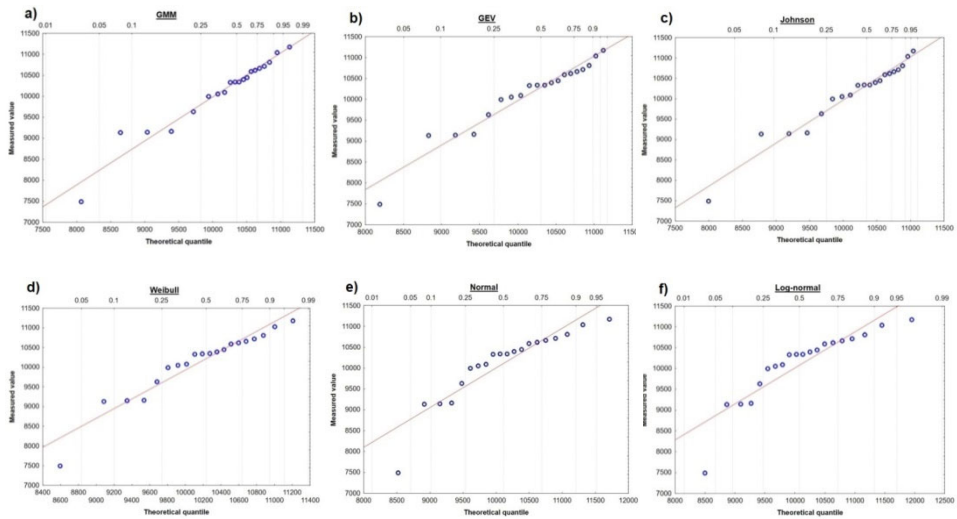 a)
GMM
0.01 0.05 0.1 0.25 0.5 0.75 0.95 0.99
11500
11000
10500
10000
9500
9000
8500
8000
7500
7000
Measured value
7500 8000 8500 9000 9500 10000 10500 11000 11500
Theoretical quantile
b)
GEV
0.05 0.1 0.25 0.5 0.75 0.9
11500
11000
10500
10000
9500
9000
8500
8000
7500
7000
Measured value
8000 8500 9000 9500 10000 10500 11000 11500
Theoretical quantile
c)
Johnson
0.05 0.1 0.25 0.5 0.75 0.95
11500
11000
10500
10000
9500
9000
8500
8000
7500
7000
Measured value
7500 8000 8500 9000 9500 10000 10500 11000 11500
Theoretical quantile
d)
Weibull
0.05 0.1 0.25 0.5 0.75 0.9 0.99
11500
11000
10500
10000
9500
9000
8500
8000
7500
7000
Measured value
8400 8600 8800 9000 9200 9400 9600 9800 10000 10200 10400 10600 10800 11000 11200 11400
Theoretical quantile
e)
Normal
0.01 0.05 0.1 0.25 0.5 0.75 0.9 0.95
11500
11000
10500
10000
9500
9000
8500
8000
7500
7000
Measured value
8000 8500 9000 9500 10000 10500 11000 11500 12000
Theoretical quantile
f)
Log-normal
0.01 0.05 0.25 0.5 0.75 0.9 0.95 0.99
11500
11000
10500
10000
9500
9000
8500
8000
7500
7000
Measured value
8000 8500 9000 9500 10000 10500 11000 11500 12000 12500
Theoretical quantile